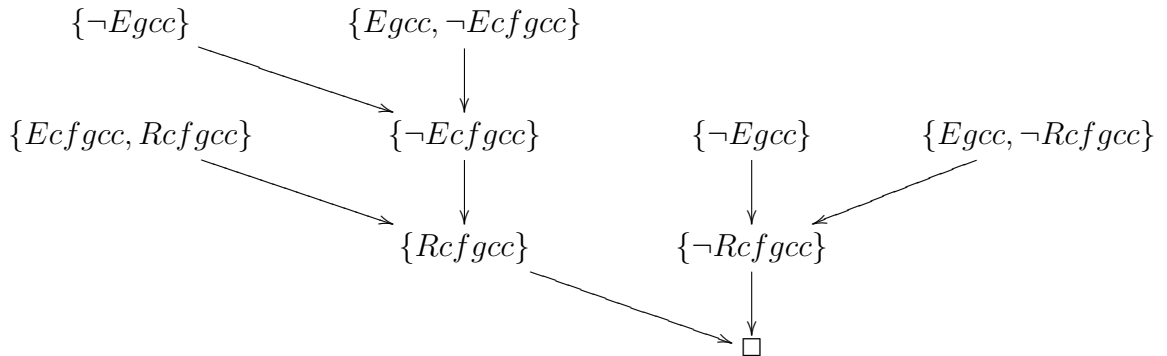 {¬Egcc} {Egcc, ¬Ecfgcc}
{Ecfgcc, Rcfgcc} {¬Ecfgcc} {¬Egcc} {Egcc, ¬Rcfgcc}
{Rcfgcc} {¬Rcfgcc}
□